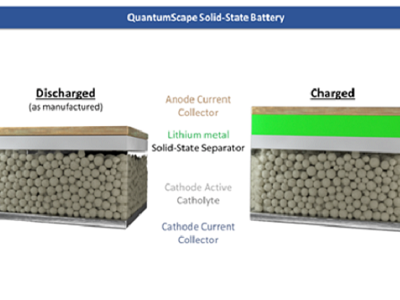 QuantumScape Solid-State Battery
Discharged
(as manufactured)
Charged
Anode Current
Collector
Lithium metal
Solid-State Separator
Cathode Active
Catholyte
Cathode Current
Collector